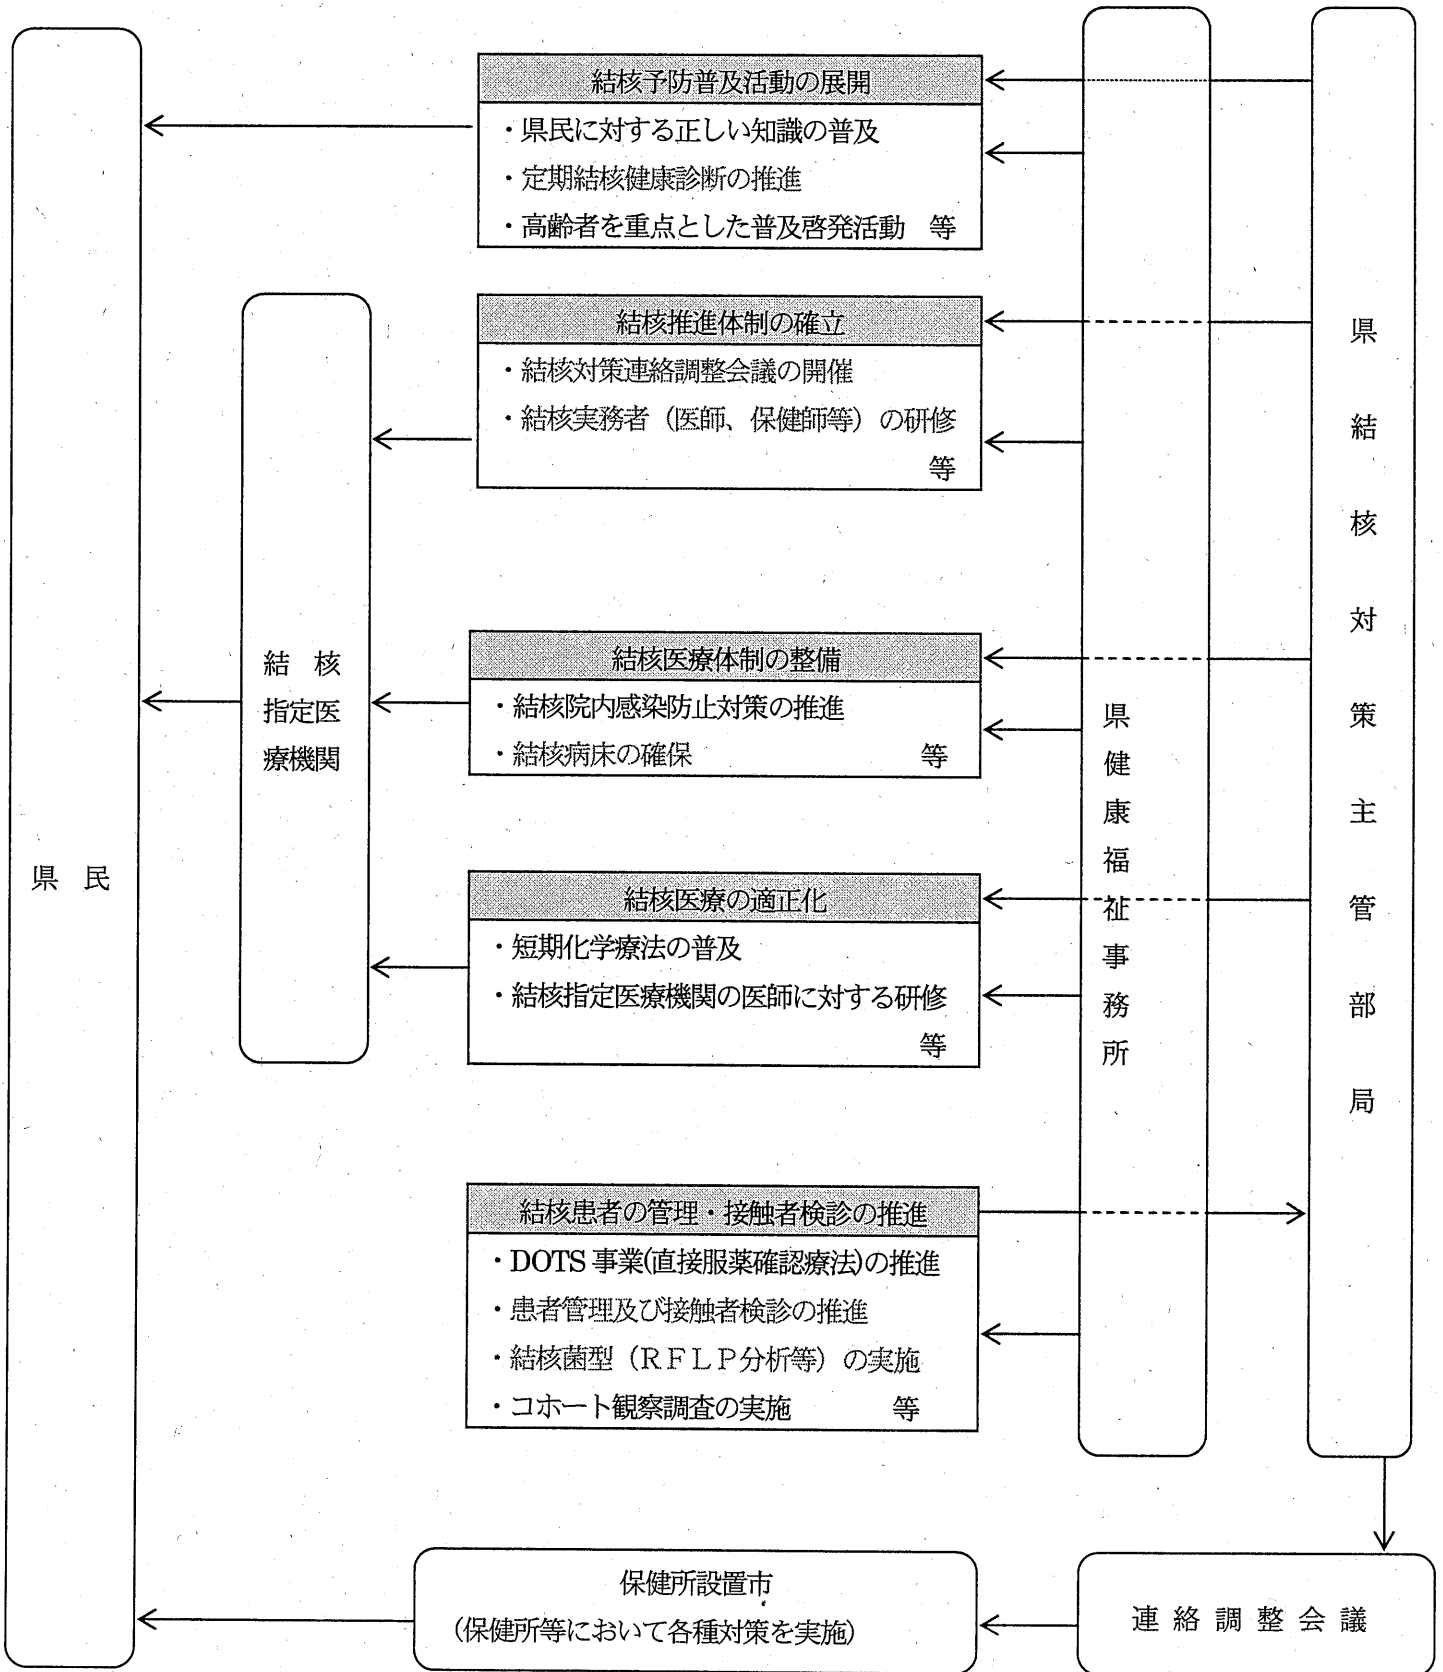 結核予防普及活動の展開
・県民に対する正しい知識の普及
・定期結核健康診断の推進
・高齢者を重点とした普及啓発活動 等
結核推進体制の確立
・結核対策連絡調整会議の開催
・結核実務者（医師、保健師等）の研修
等
結核医療体制の整備
・結核院内感染防止対策の推進
・結核病床の確保 等
結核医療の適正化
・短期化学療法の普及
・結核指定医療機関の医師に対する研修
等
結核患者の管理・接触者検診の推進
・DOTS 事業(直接服薬確認療法)の推進
・患者管理及び接触者検診の推進
・結核菌型（ＲＦＬＰ分析等）の実施
・コホート観察調査の実施 等
県民
結核
指定医
療機関
県健康福祉事務所
県結核対策主管部局
保健所設置市
(保健所等において各種対策を実施)
連絡調整会議